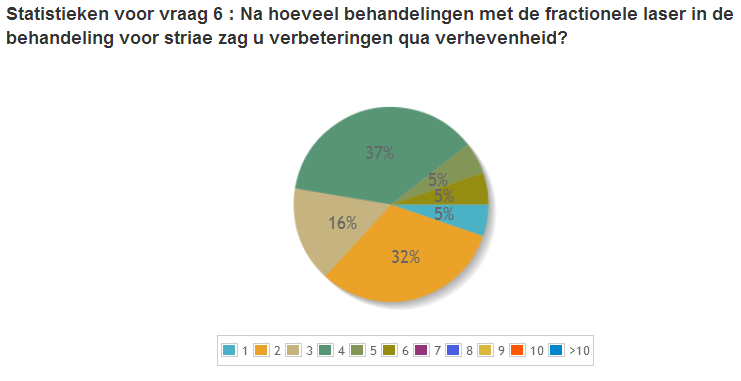 Statistieken voor vraag 6 : Na hoeveel behandelingen met de fractionele laser in de
behandeling voor striae zag u verbeteringen qua verhevenheid?
37%
5%
5%
5%
16%
32%
1 2 3 4 5 6 7 8 9 10 >10